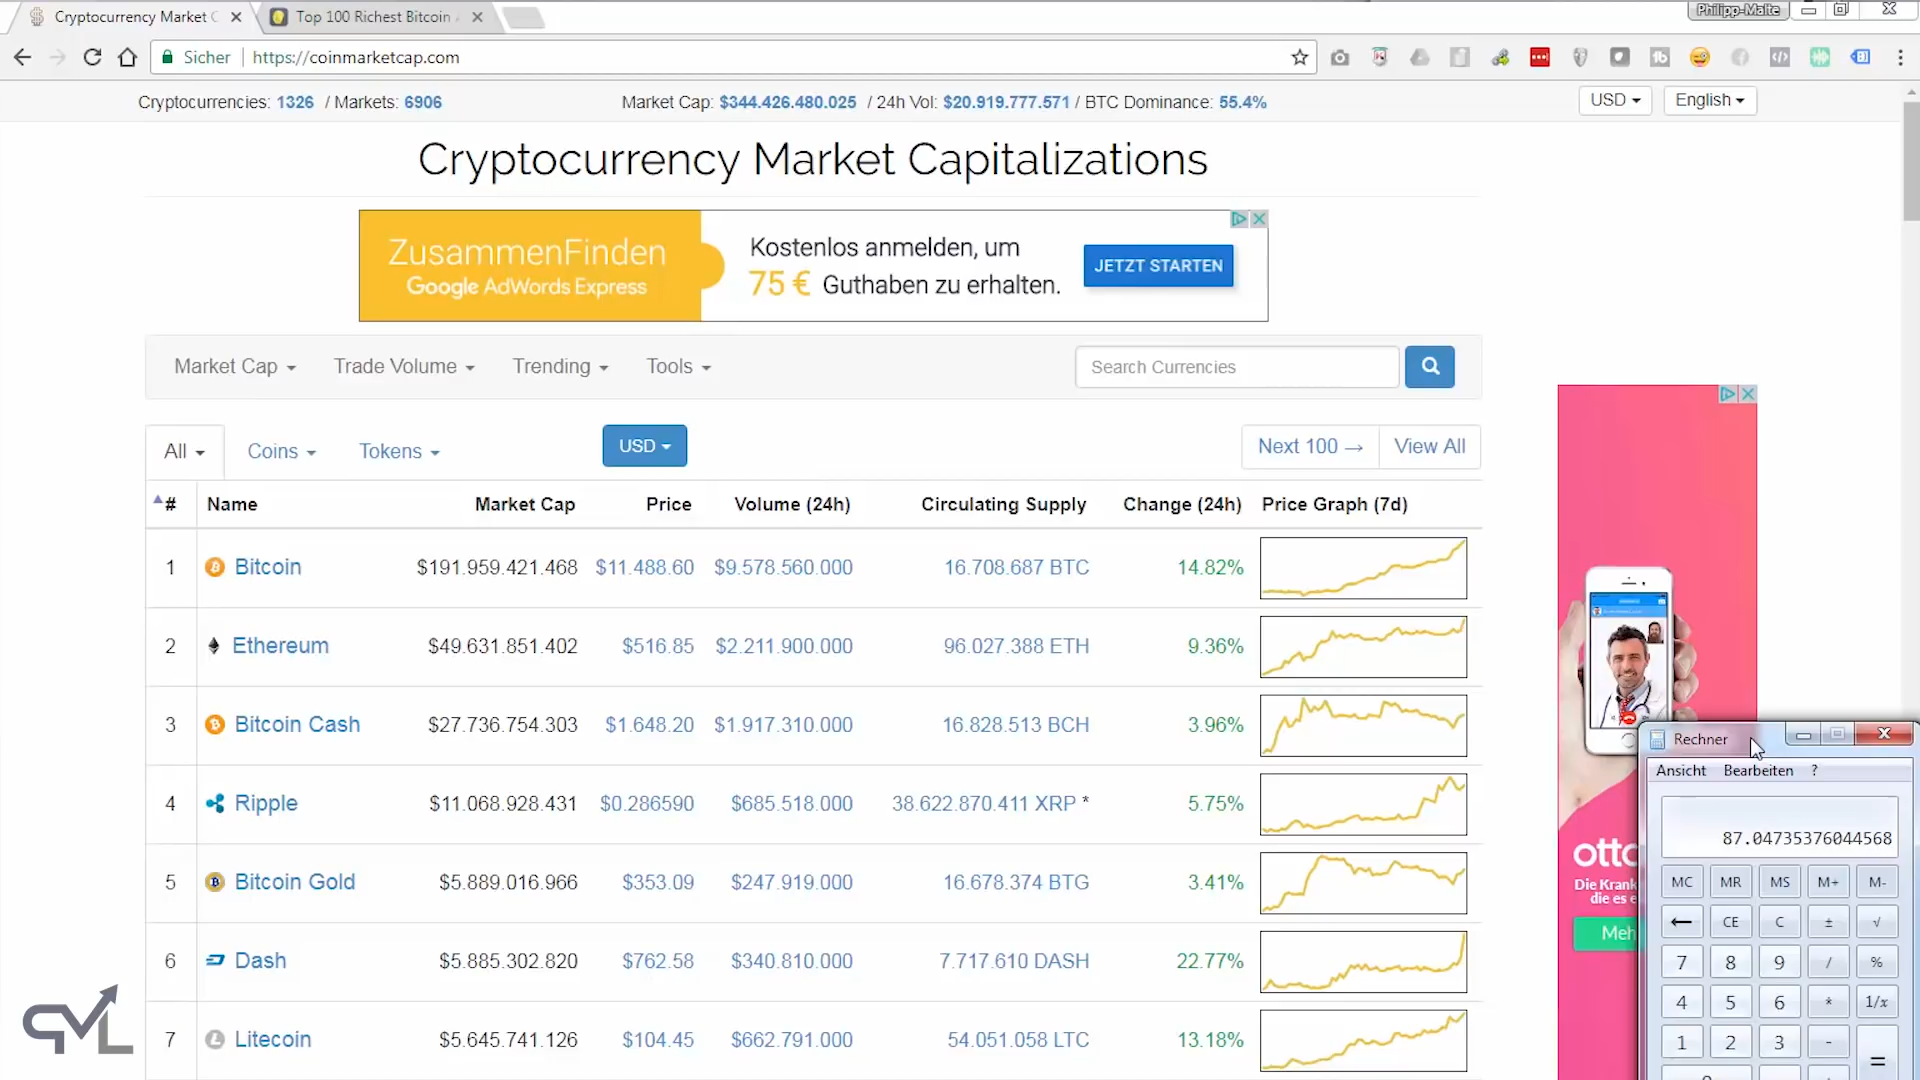 Cryptocurrency Market C
Top 100 Richest Bitcoin
Philipp-Malte
Sicher https://coinmarketcap.com
Cryptocurrencies: 1326 / Markets: 6906 Market Cap: $344.426.480.025 / 24h Vol: $20.919.777.571 / BTC Dominance: 55.4% USD English
Cryptocurrency Market Capitalizations
ZusammenFinden
Google AdWords Express
Kostenlos anmelden, um
75 € Guthaben zu erhalten.
JETZT STARTEN
Market Cap Trade Volume Trending Tools Search Currencies
All Coins Tokens USD Next 100 → View All
# Name Market Cap Price Volume (24h) Circulating Supply Change (24h) Price Graph (7d)
1 Bitcoin $191.959.421.468 $11.488.60 $9.578.560.000 16.708.687 BTC 14.82%
2 Ethereum $49.631.851.402 $516.85 $2.211.900.000 96.027.388 ETH 9.36%
3 Bitcoin Cash $27.736.754.303 $1.648.20 $1.917.310.000 16.828.513 BCH 3.96%
4 Ripple $11.068.928.431 $0.286590 $685.518.000 38.622.870.411 XRP * 5.75%
5 Bitcoin Gold $5.889.016.966 $353.09 $247.919.000 16.678.374 BTG 3.41%
6 Dash $5.885.302.820 $762.58 $340.810.000 7.717.610 DASH 22.77%
7 Litecoin $5.645.741.126 $104.45 $662.791.000 54.051.058 LTC 13.18%
otto
Die Krank
die es e
Meh
Rechner
Ansicht Bearbeiten ?
87.04735376044568
MC MR MS M+ M-
← CE C ± √
7 8 9 / %
4 5 6 * 1/x
1 2 3 - =
PML